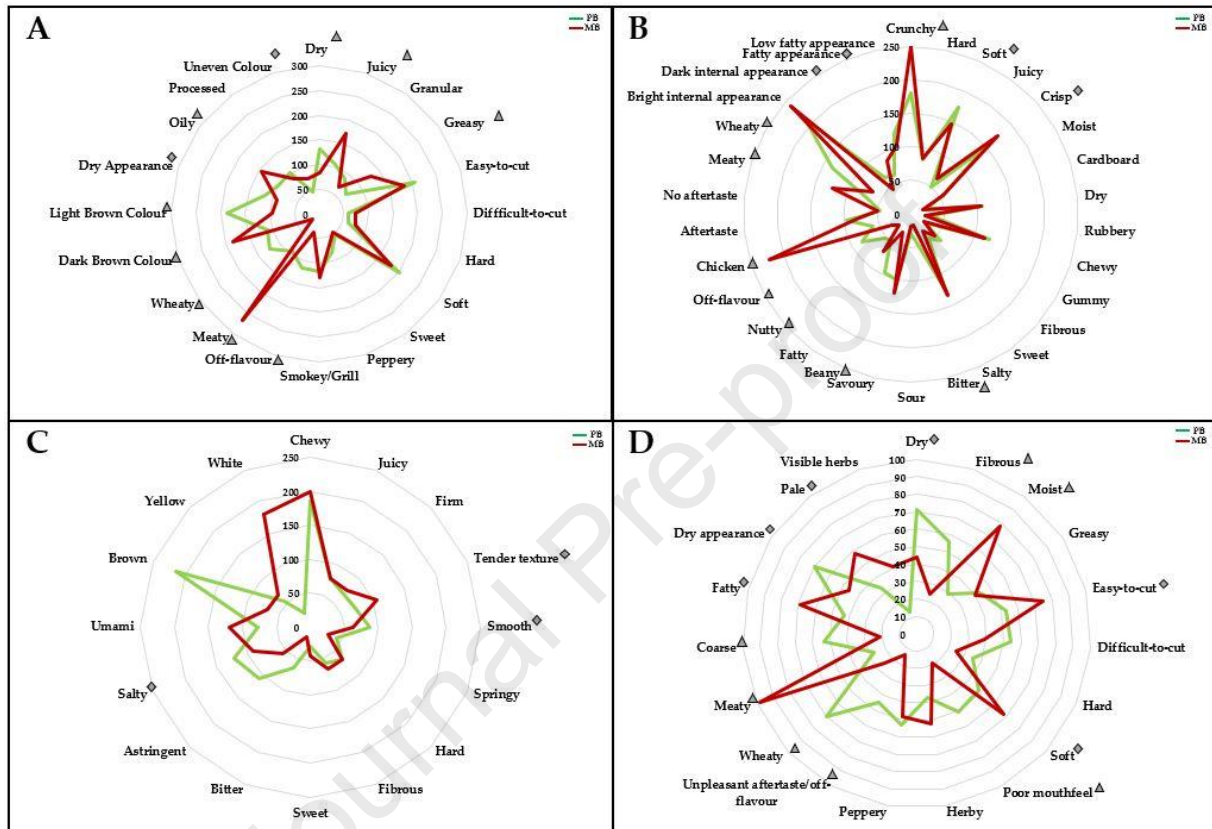 A
PB
MB
Dry
Juicy
Granular
Greasy
Easy-to-cut
Diffficult-to-cut
Hard
Soft
Sweet
Peppery
Smokey/Grill
Off-flavour
Meaty
Wheaty
Dark Brown Colour
Light Brown Colour
Dry Appearance
Oily
Processed
Uneven Colour
300
250
200
150
100
50
0
B
PB
MB
Crunchy
Hard
Soft
Juicy
Crisp
Moist
Cardboard
Dry
Rubbery
Chewy
Gummy
Fibrous
Sweet
Salty
Bitter
Sour
Savoury
Beany
Fatty
Nutty
Off-flavour
Chicken
Aftertaste
No aftertaste
Meaty
Wheaty
Bright internal appearance
Dark internal appearance
Fatty appearance
Low fatty appearance
250
200
150
100
50
0
C
PB
MB
Chewy
Juicy
Firm
Tender texture
Smooth
Springy
Hard
Fibrous
Sweet
Bitter
Astringent
Salty
Umami
Brown
Yellow
White
250
200
150
100
50
0
D
PB
MB
Dry
Fibrous
Moist
Greasy
Easy-to-cut
Difficult-to-cut
Hard
Soft
Poor mouthfeel
Herby
Peppery
Unpleasant aftertaste/off-
flavour
Wheaty
Meaty
Coarse
Fatty
Dry appearance
Pale
Visible herbs
100
90
80
70
60
50
40
30
20
10
0
Journal Pre-proof